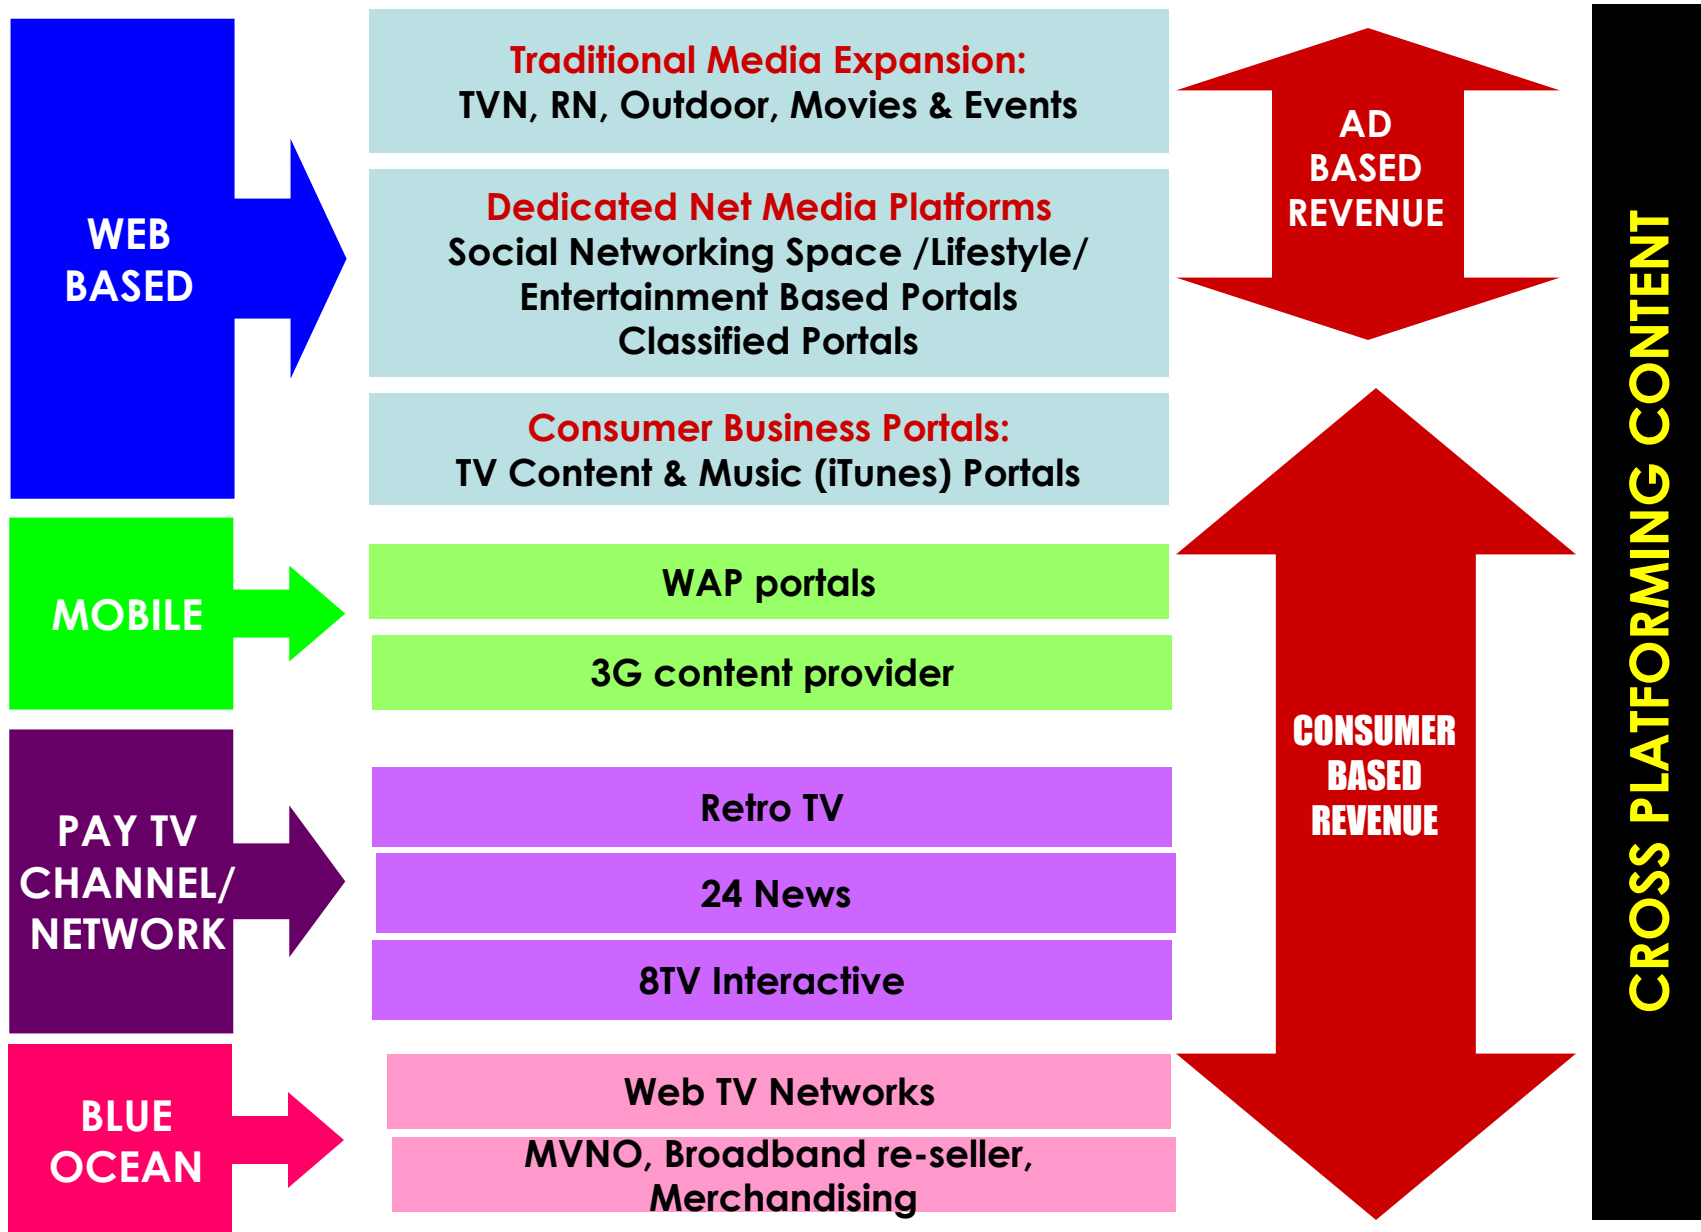 WEB
BASED
Traditional Media Expansion:
TVN, RN, Outdoor, Movies & Events
Dedicated Net Media Platforms
Social Networking Space /Lifestyle/
Entertainment Based Portals
Classified Portals
Consumer Business Portals:
TV Content & Music (iTunes) Portals
MOBILE
WAP portals
3G content provider
PAY TV
CHANNEL/
NETWORK
Retro TV
24 News
8TV Interactive
BLUE
OCEAN
Web TV Networks
MVNO, Broadband re-seller,
Merchandising
AD
BASED
REVENUE
CONSUMER
BASED
REVENUE
CROSS PLATFORMING CONTENT